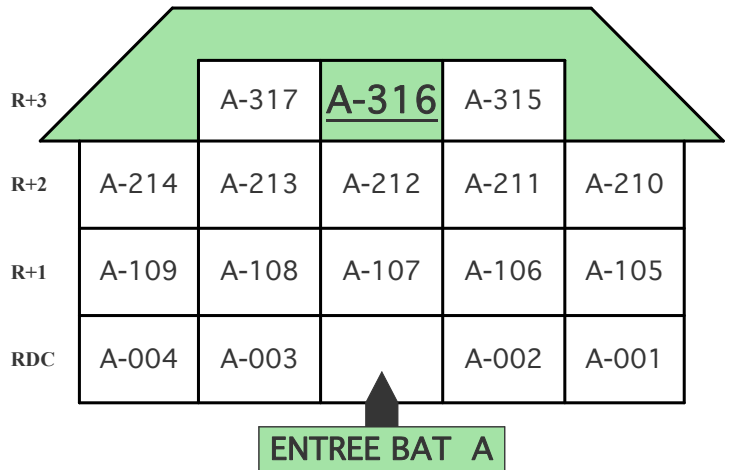 R+3 A-317 A-316 A-315
R+2 A-214 A-213 A-212 A-211 A-210
R+1 A-109 A-108 A-107 A-106 A-105
RDC A-004 A-003 A-002 A-001
ENTREE BAT A